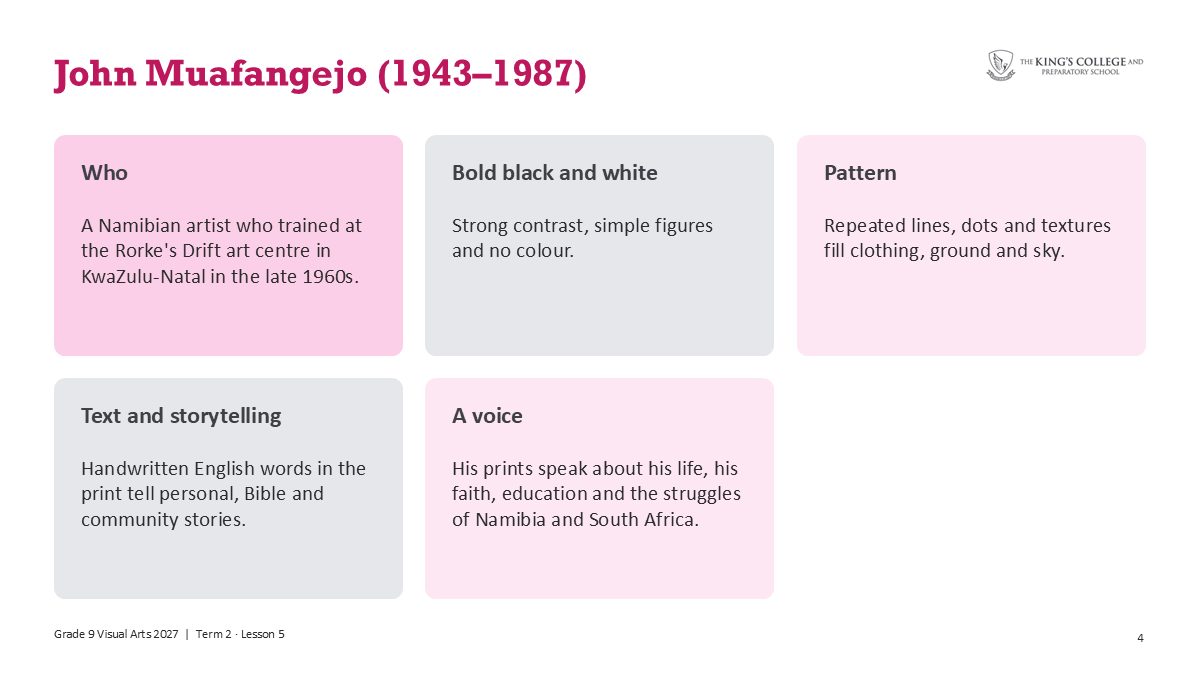 John Muafangejo (1943–1987)
THE KING'S COLLEGE AND
PREPARATORY SCHOOL
Who
A Namibian artist who trained at
the Rorke's Drift art centre in
KwaZulu-Natal in the late 1960s.
Bold black and white
Strong contrast, simple figures
and no colour.
Pattern
Repeated lines, dots and textures
fill clothing, ground and sky.
Text and storytelling
Handwritten English words in the
print tell personal, Bible and
community stories.
A voice
His prints speak about his life, his
faith, education and the struggles
of Namibia and South Africa.
Grade 9 Visual Arts 2027 | Term 2 · Lesson 5
4